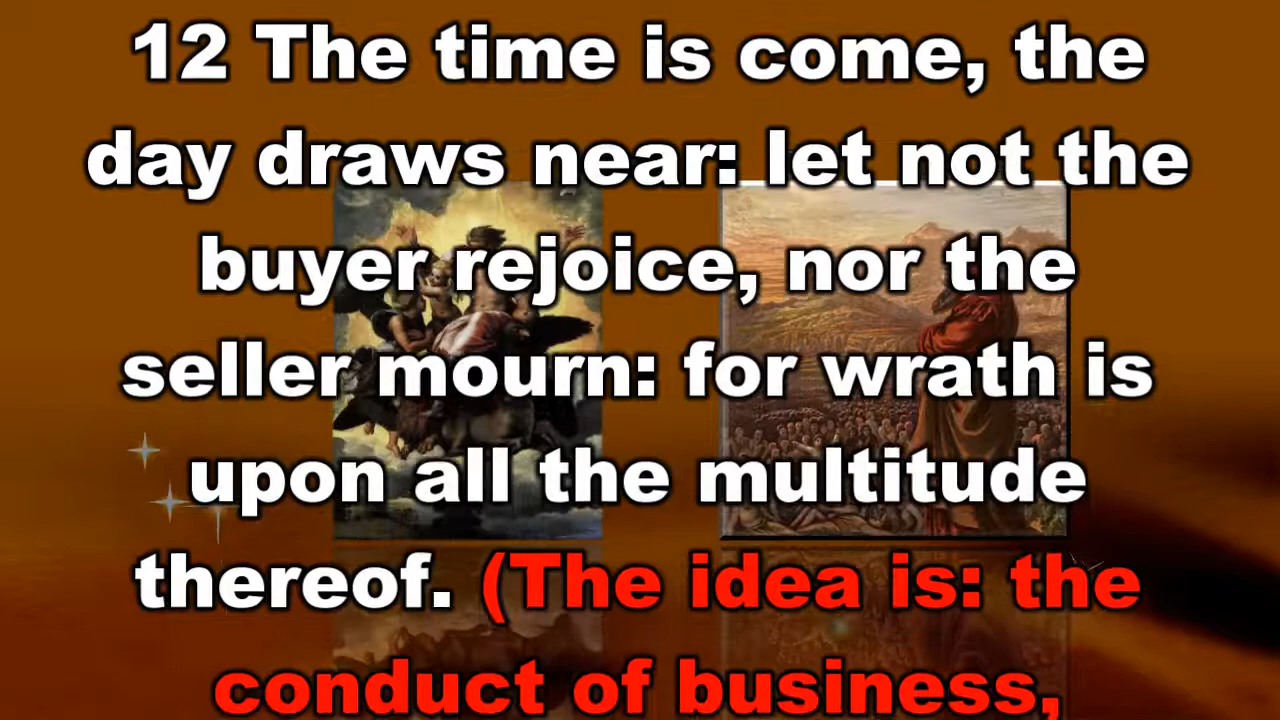 12 The time is come, the
day draws near: let not the
buyer rejoice, nor the
seller mourn: for wrath is
upon all the multitude
thereof. (The idea is: the
conduct of business,